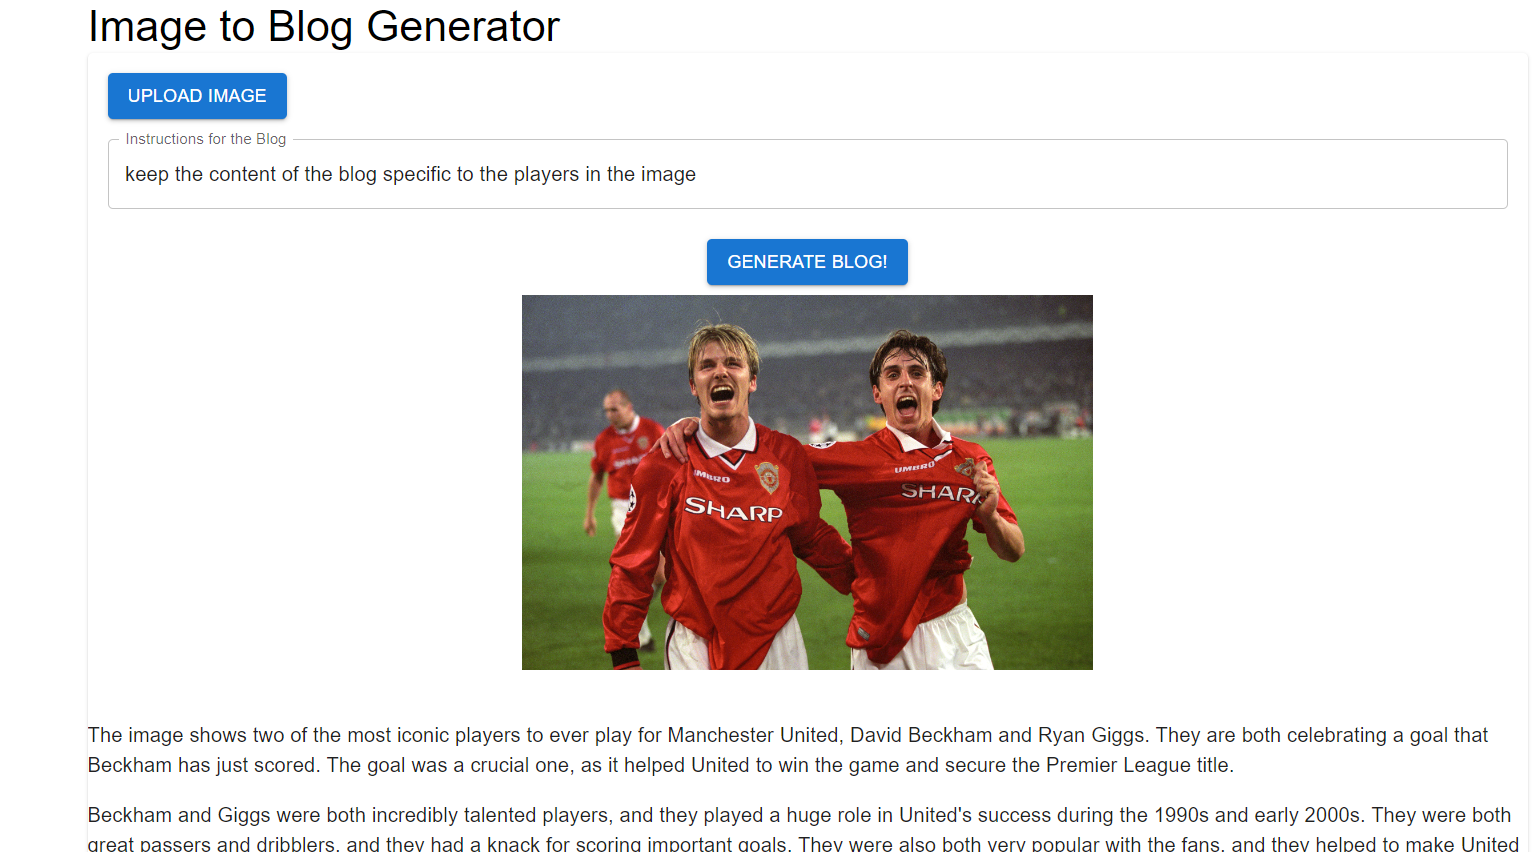 Image to Blog Generator
UPLOAD IMAGE
Instructions for the Blog
keep the content of the blog specific to the players in the image
GENERATE BLOG!
UMBRO
SHARP
UMBRO
SHARP
The image shows two of the most iconic players to ever play for Manchester United, David Beckham and Ryan Giggs. They are both celebrating a goal that
Beckham has just scored. The goal was a crucial one, as it helped United to win the game and secure the Premier League title.
Beckham and Giggs were both incredibly talented players, and they played a huge role in United's success during the 1990s and early 2000s. They were both
great passers and dribblers, and they had a knack for scoring important goals. They were also both very popular with the fans, and they helped to make United